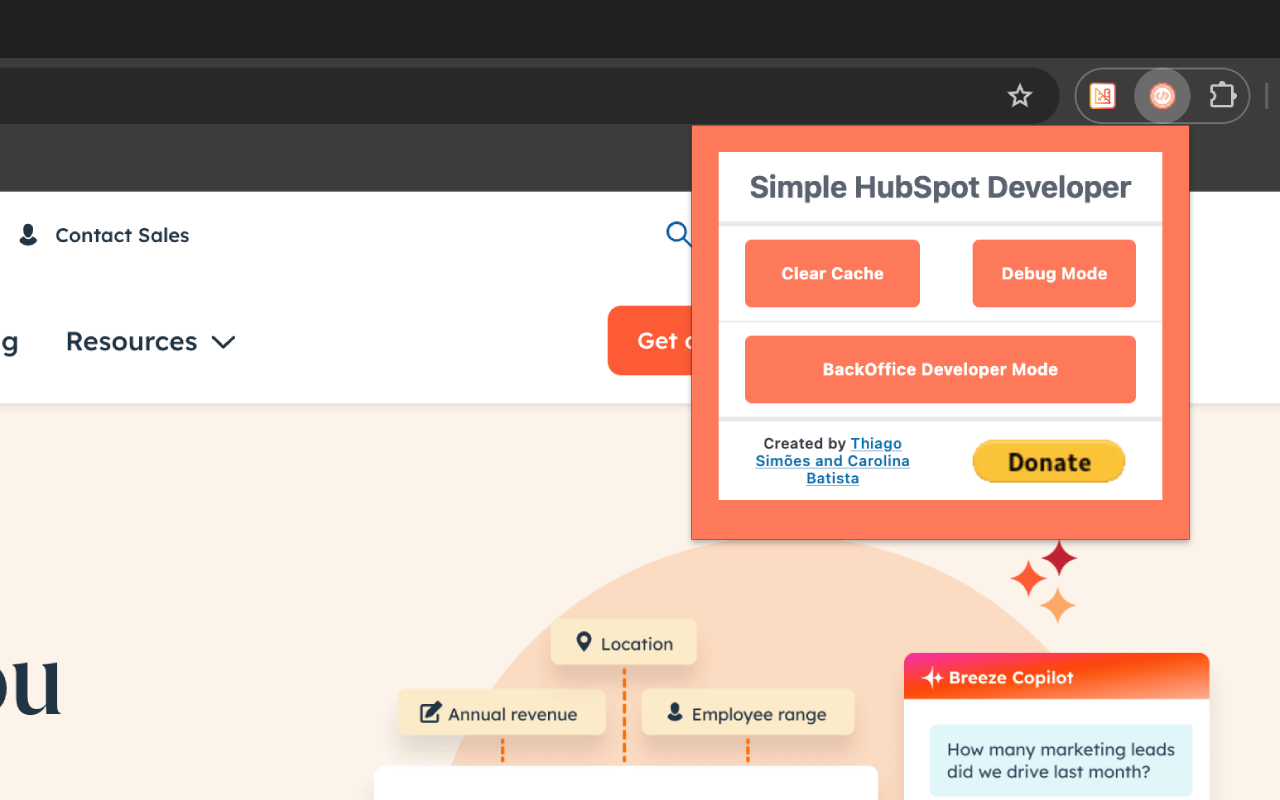 Simple HubSpot Developer
Contact Sales
Clear Cache
Debug Mode
Resources
Get
BackOffice Developer Mode
Created by Thiago
Simões and Carolina
Batista
Donate
Location
Annual revenue
Employee range
Breeze Copilot
How many marketing leads
did we drive last month?